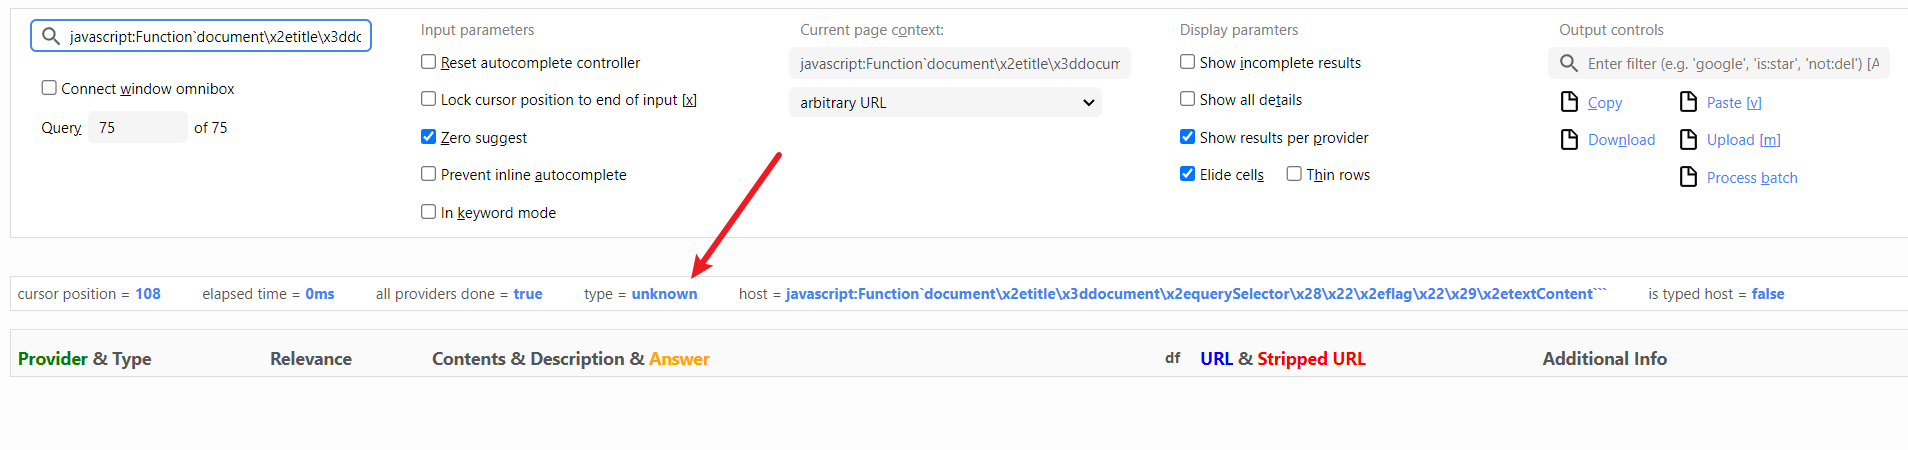 javascript:Function`document\x2etitle\x3ddc
Connect window omnibox
Query 75 of 75
Input parameters
Reset autocomplete controller
Lock cursor position to end of input [x]
Zero suggest
Prevent inline autocomplete
In keyword mode
Current page context:
javascript:Function`document\x2etitle\x3ddocum
arbitrary URL
Display paramters
Show incomplete results
Show all details
Show results per provider
Elide cells Thin rows
Output controls
Enter filter (e.g. 'google', 'is:star', 'not:del') [A
Copy Paste [v]
Download Upload [m]
Process batch
cursor position = 108 elapsed time = 0ms all providers done = true type = unknown host = javascript:Function`document\x2etitle\x3ddocument\x2equerySelector\x28\x22\x2eflag\x22\x29\x2etextContent``` is typed host = false
Provider & Type Relevance Contents & Description & Answer df URL & Stripped URL Additional Info